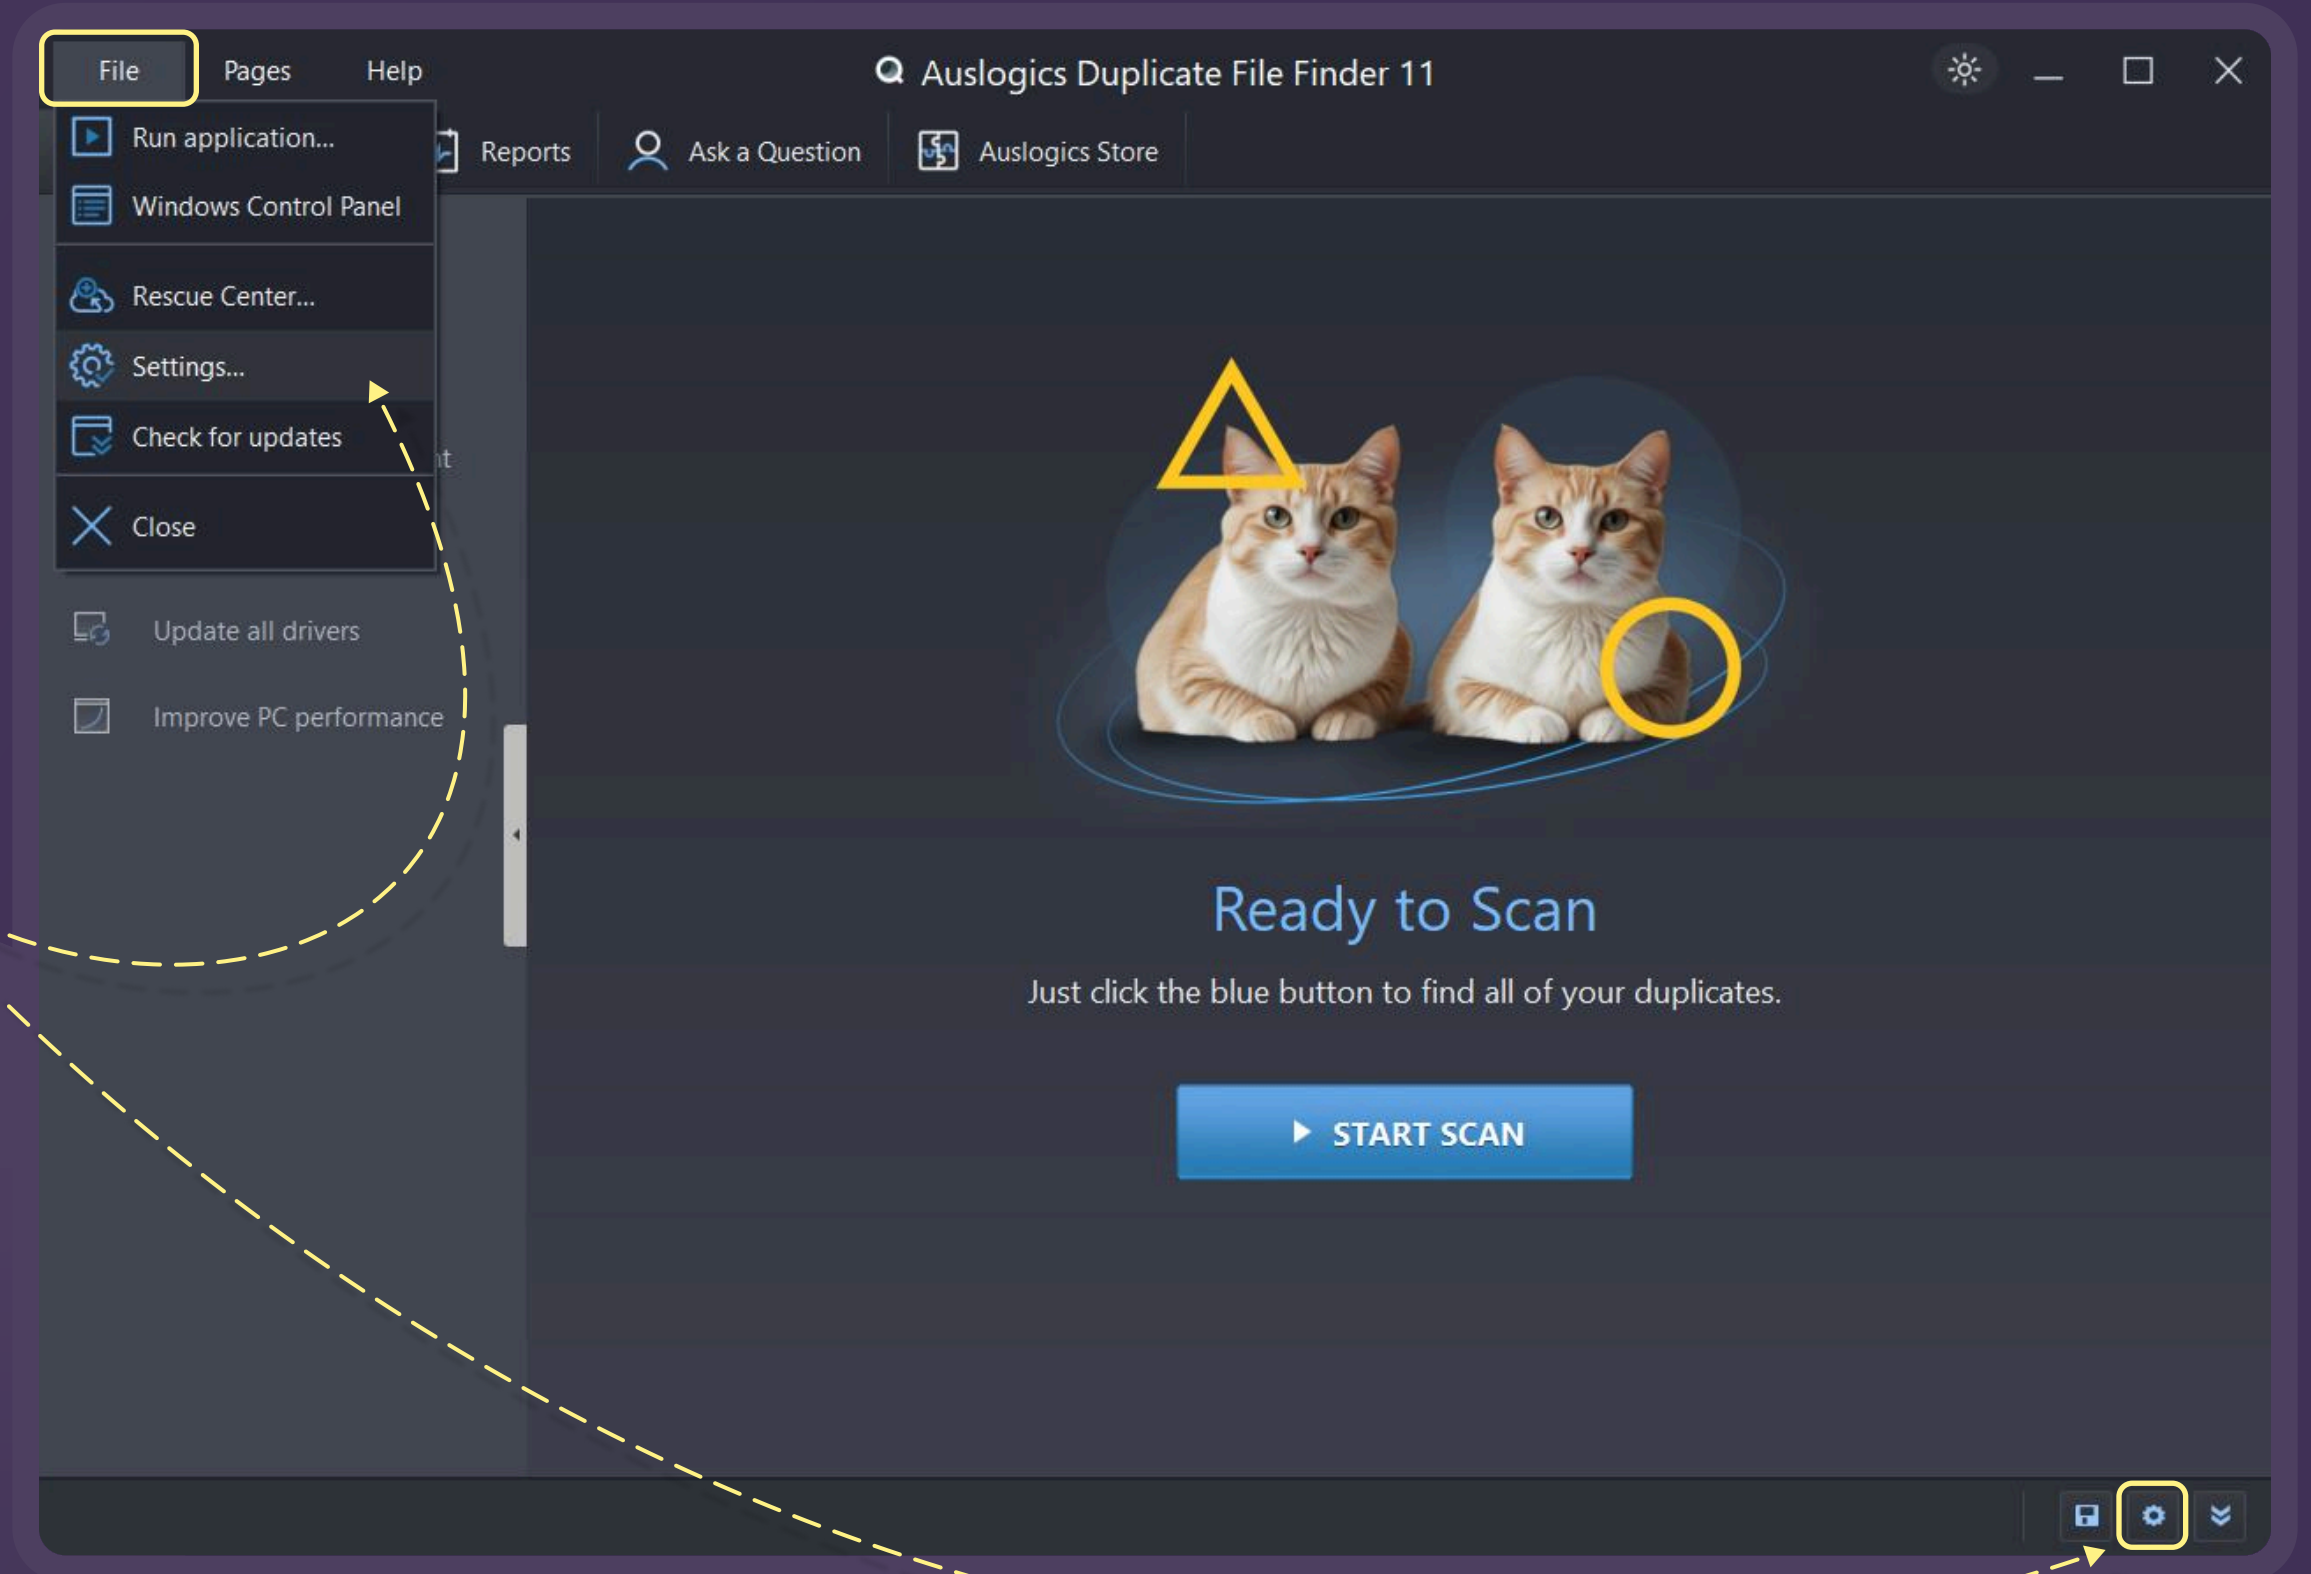 File Pages Help
Auslogics Duplicate File Finder 11
Reports Ask a Question Auslogics Store
Run application...
Windows Control Panel
Rescue Center...
Settings...
Check for updates
Close
Update all drivers
Improve PC performance
Ready to Scan
Just click the blue button to find all of your duplicates.
START SCAN